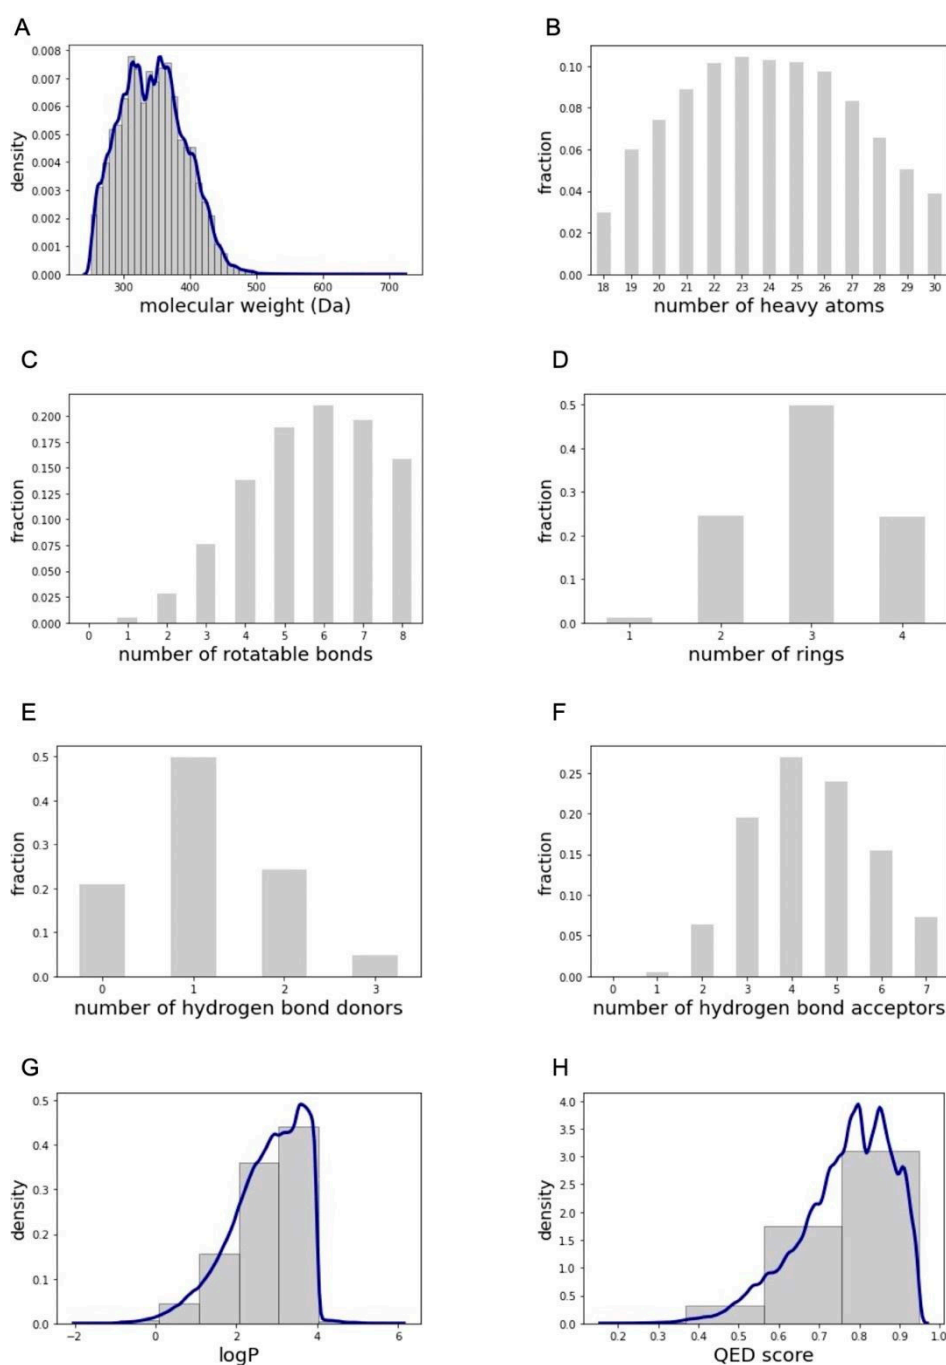 A
B
0.008
0.007
0.006
0.005
0.004
0.003
0.002
0.001
0.000
density
300 400 500 600 700
molecular weight (Da)
0.10
0.08
0.06
0.04
0.02
0.00
fraction
18 19 20 21 22 23 24 25 26 27 28 29 30
number of heavy atoms
C
D
0.200
0.175
0.150
0.125
0.100
0.075
0.050
0.025
0.000
fraction
0 1 2 3 4 5 6 7 8
number of rotatable bonds
0.5
0.4
0.3
0.2
0.1
0.0
fraction
1 2 3 4
number of rings
E
F
0.5
0.4
0.3
0.2
0.1
0.0
fraction
0 1 2 3
number of hydrogen bond donors
0.25
0.20
0.15
0.10
0.05
0.00
fraction
0 1 2 3 4 5 6 7
number of hydrogen bond acceptors
G
H
0.5
0.4
0.3
0.2
0.1
0.0
density
−2 0 2 4 6
logP
4.0
3.5
3.0
2.5
2.0
1.5
1.0
0.5
0.0
density
0.2 0.3 0.4 0.5 0.6 0.7 0.8 0.9 1.0
QED score